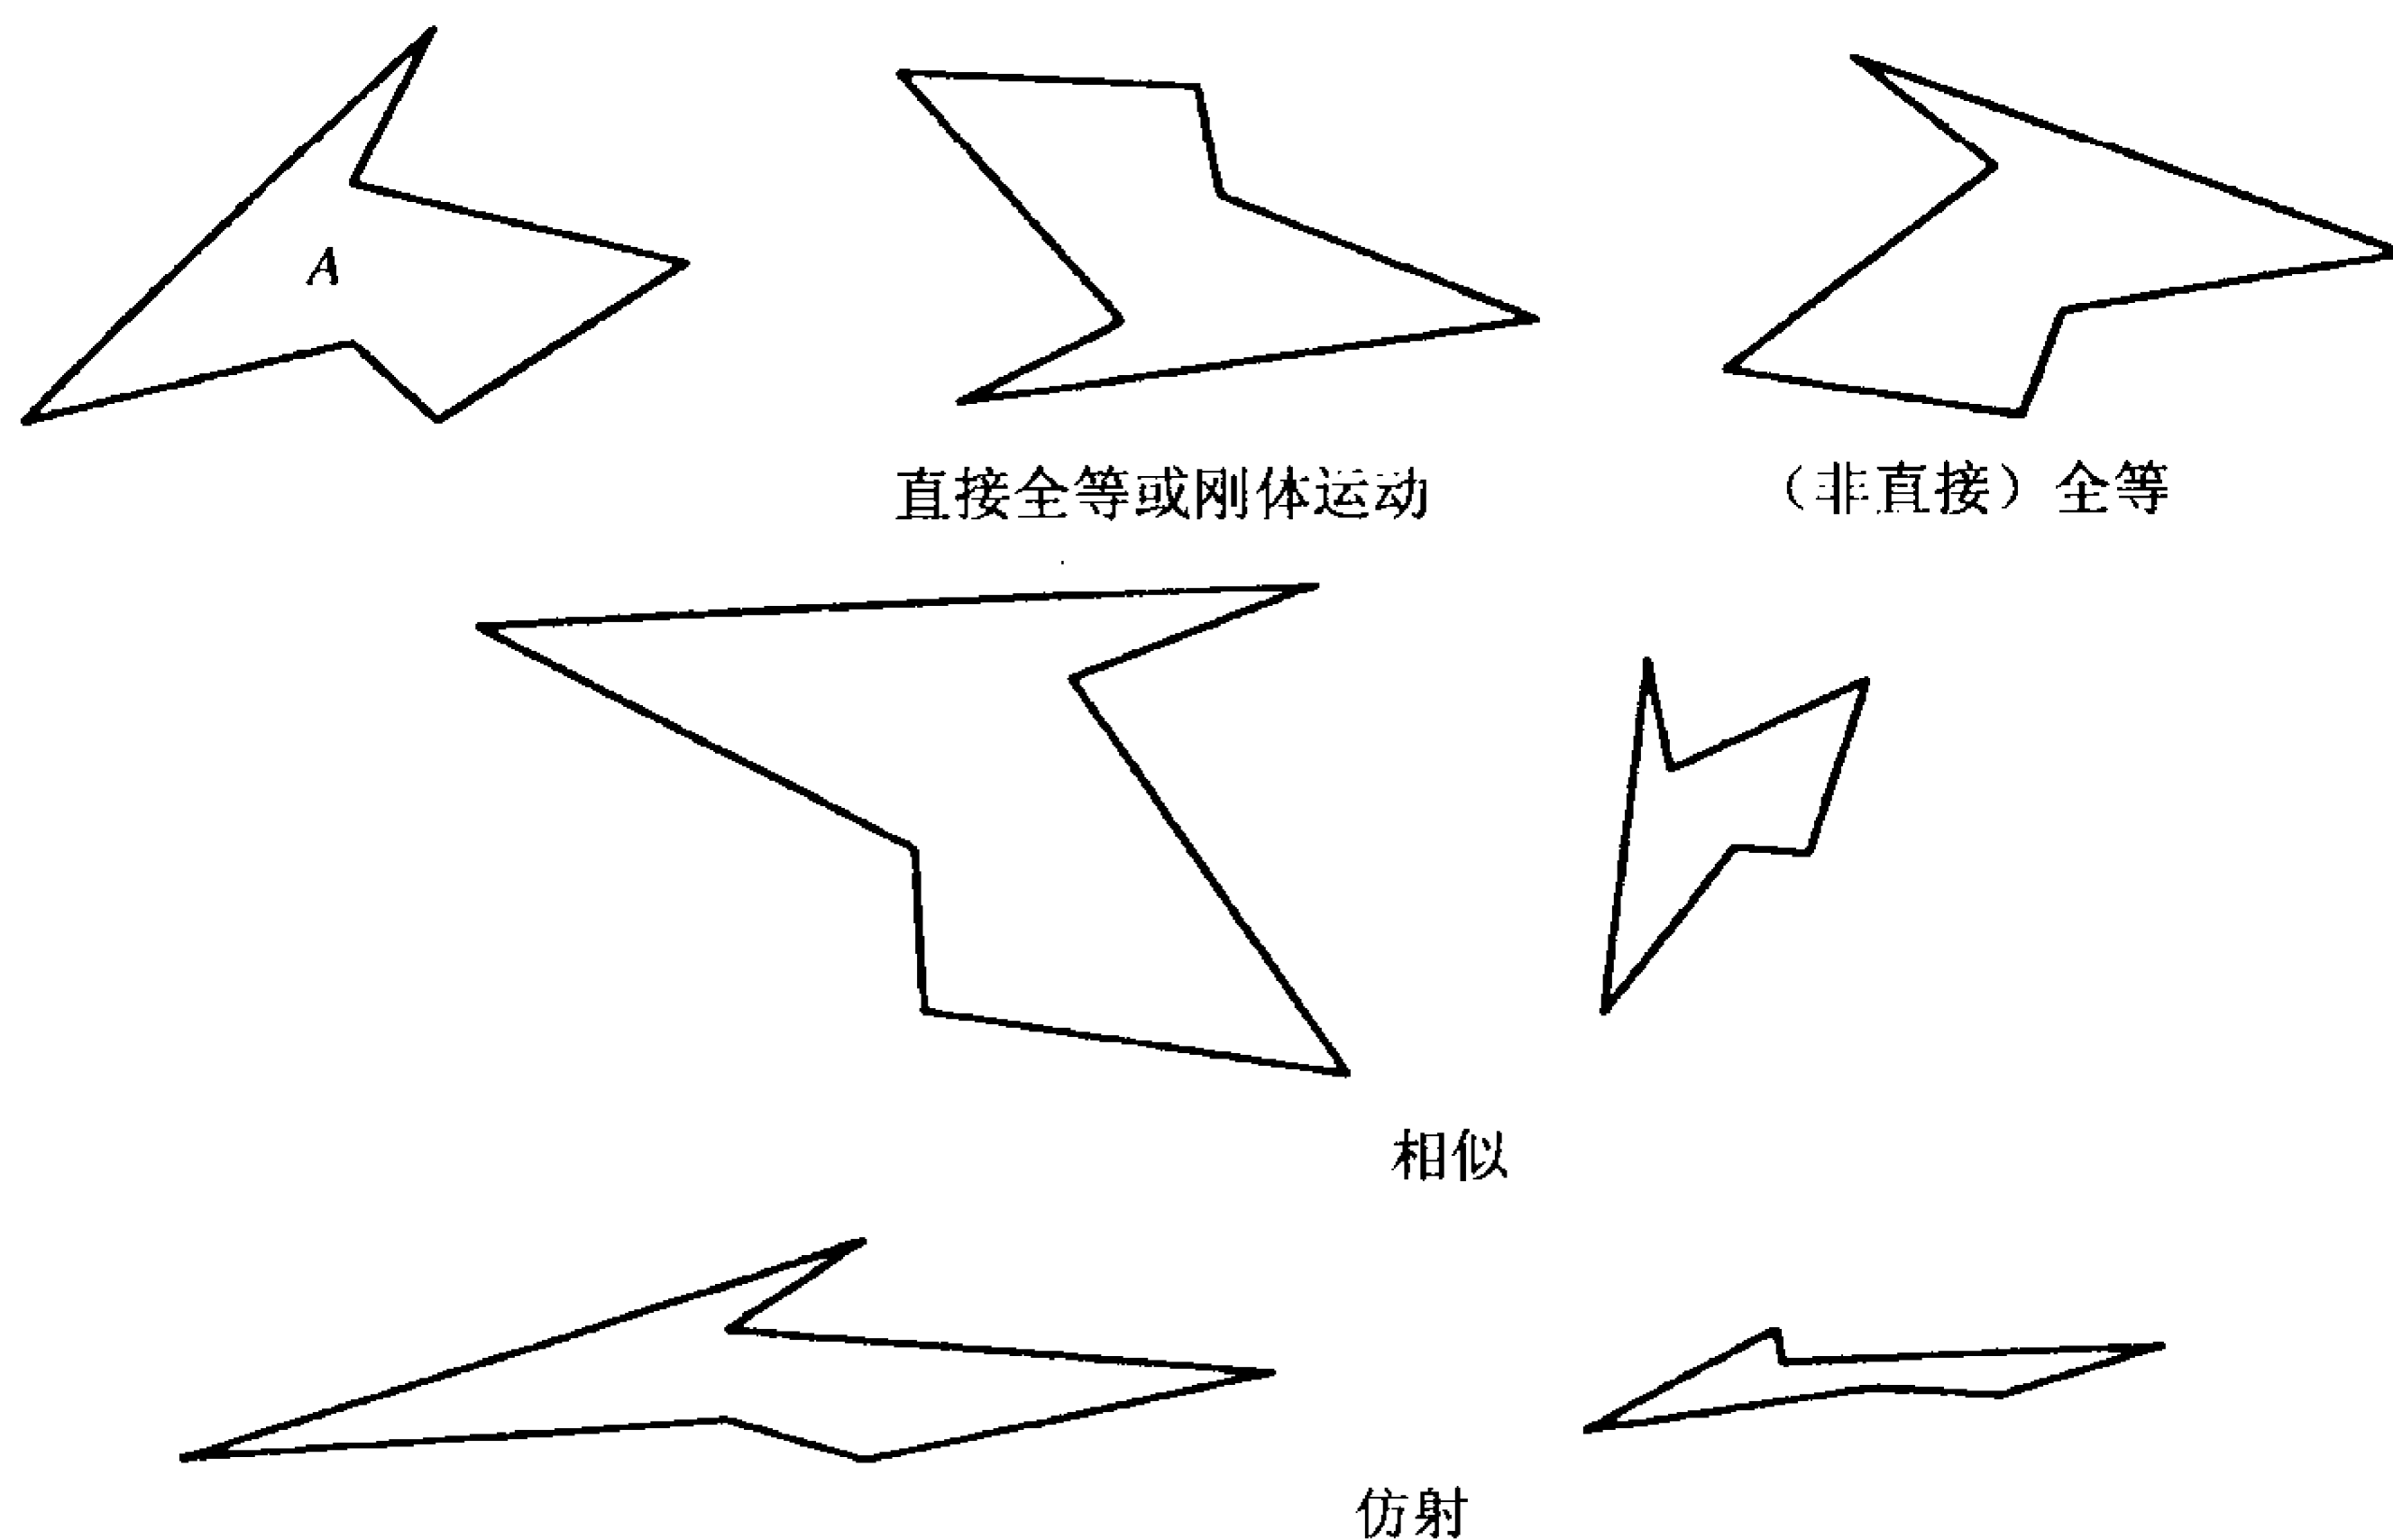 A
直接全等或刚体运动
（非直接）全等
相似
仿射